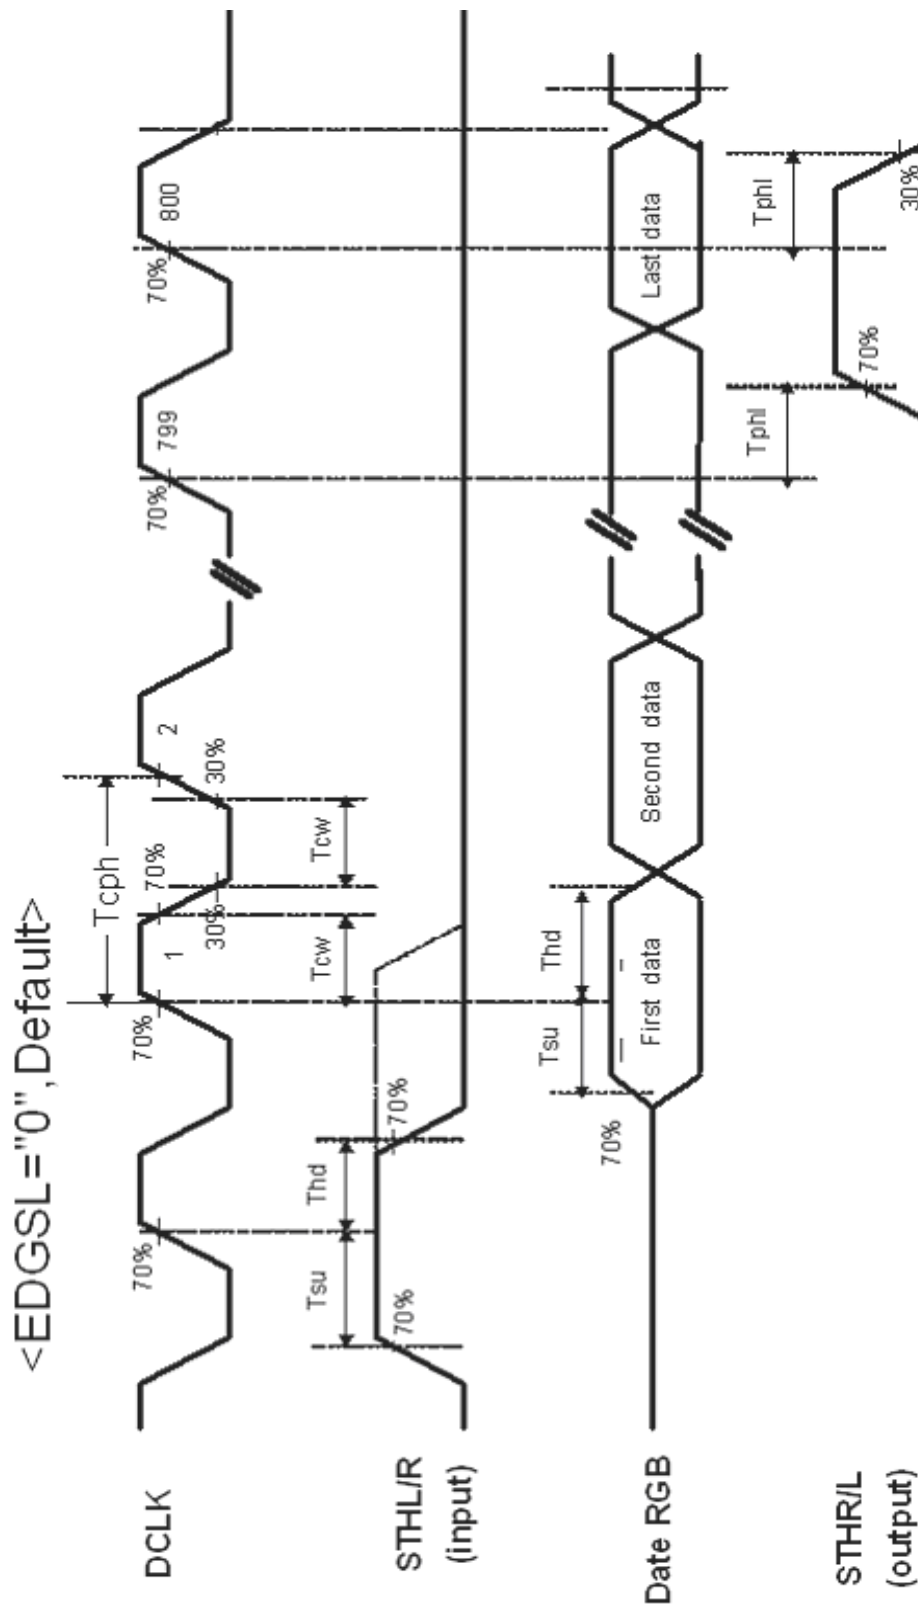 <EDGSL="0",Default>
DCLK
70%
70%
1
Tcph
30%
70%
30%
2
70%
799
70%
800
STHL/R
(input)
Tsu
70%
Thd
70%
Tcw
Tcw
Date RGB
70%
Tsu
Thd
First data
Second data
Last data
STHR/L
(output)
Tphl
70%
Tphl
30%